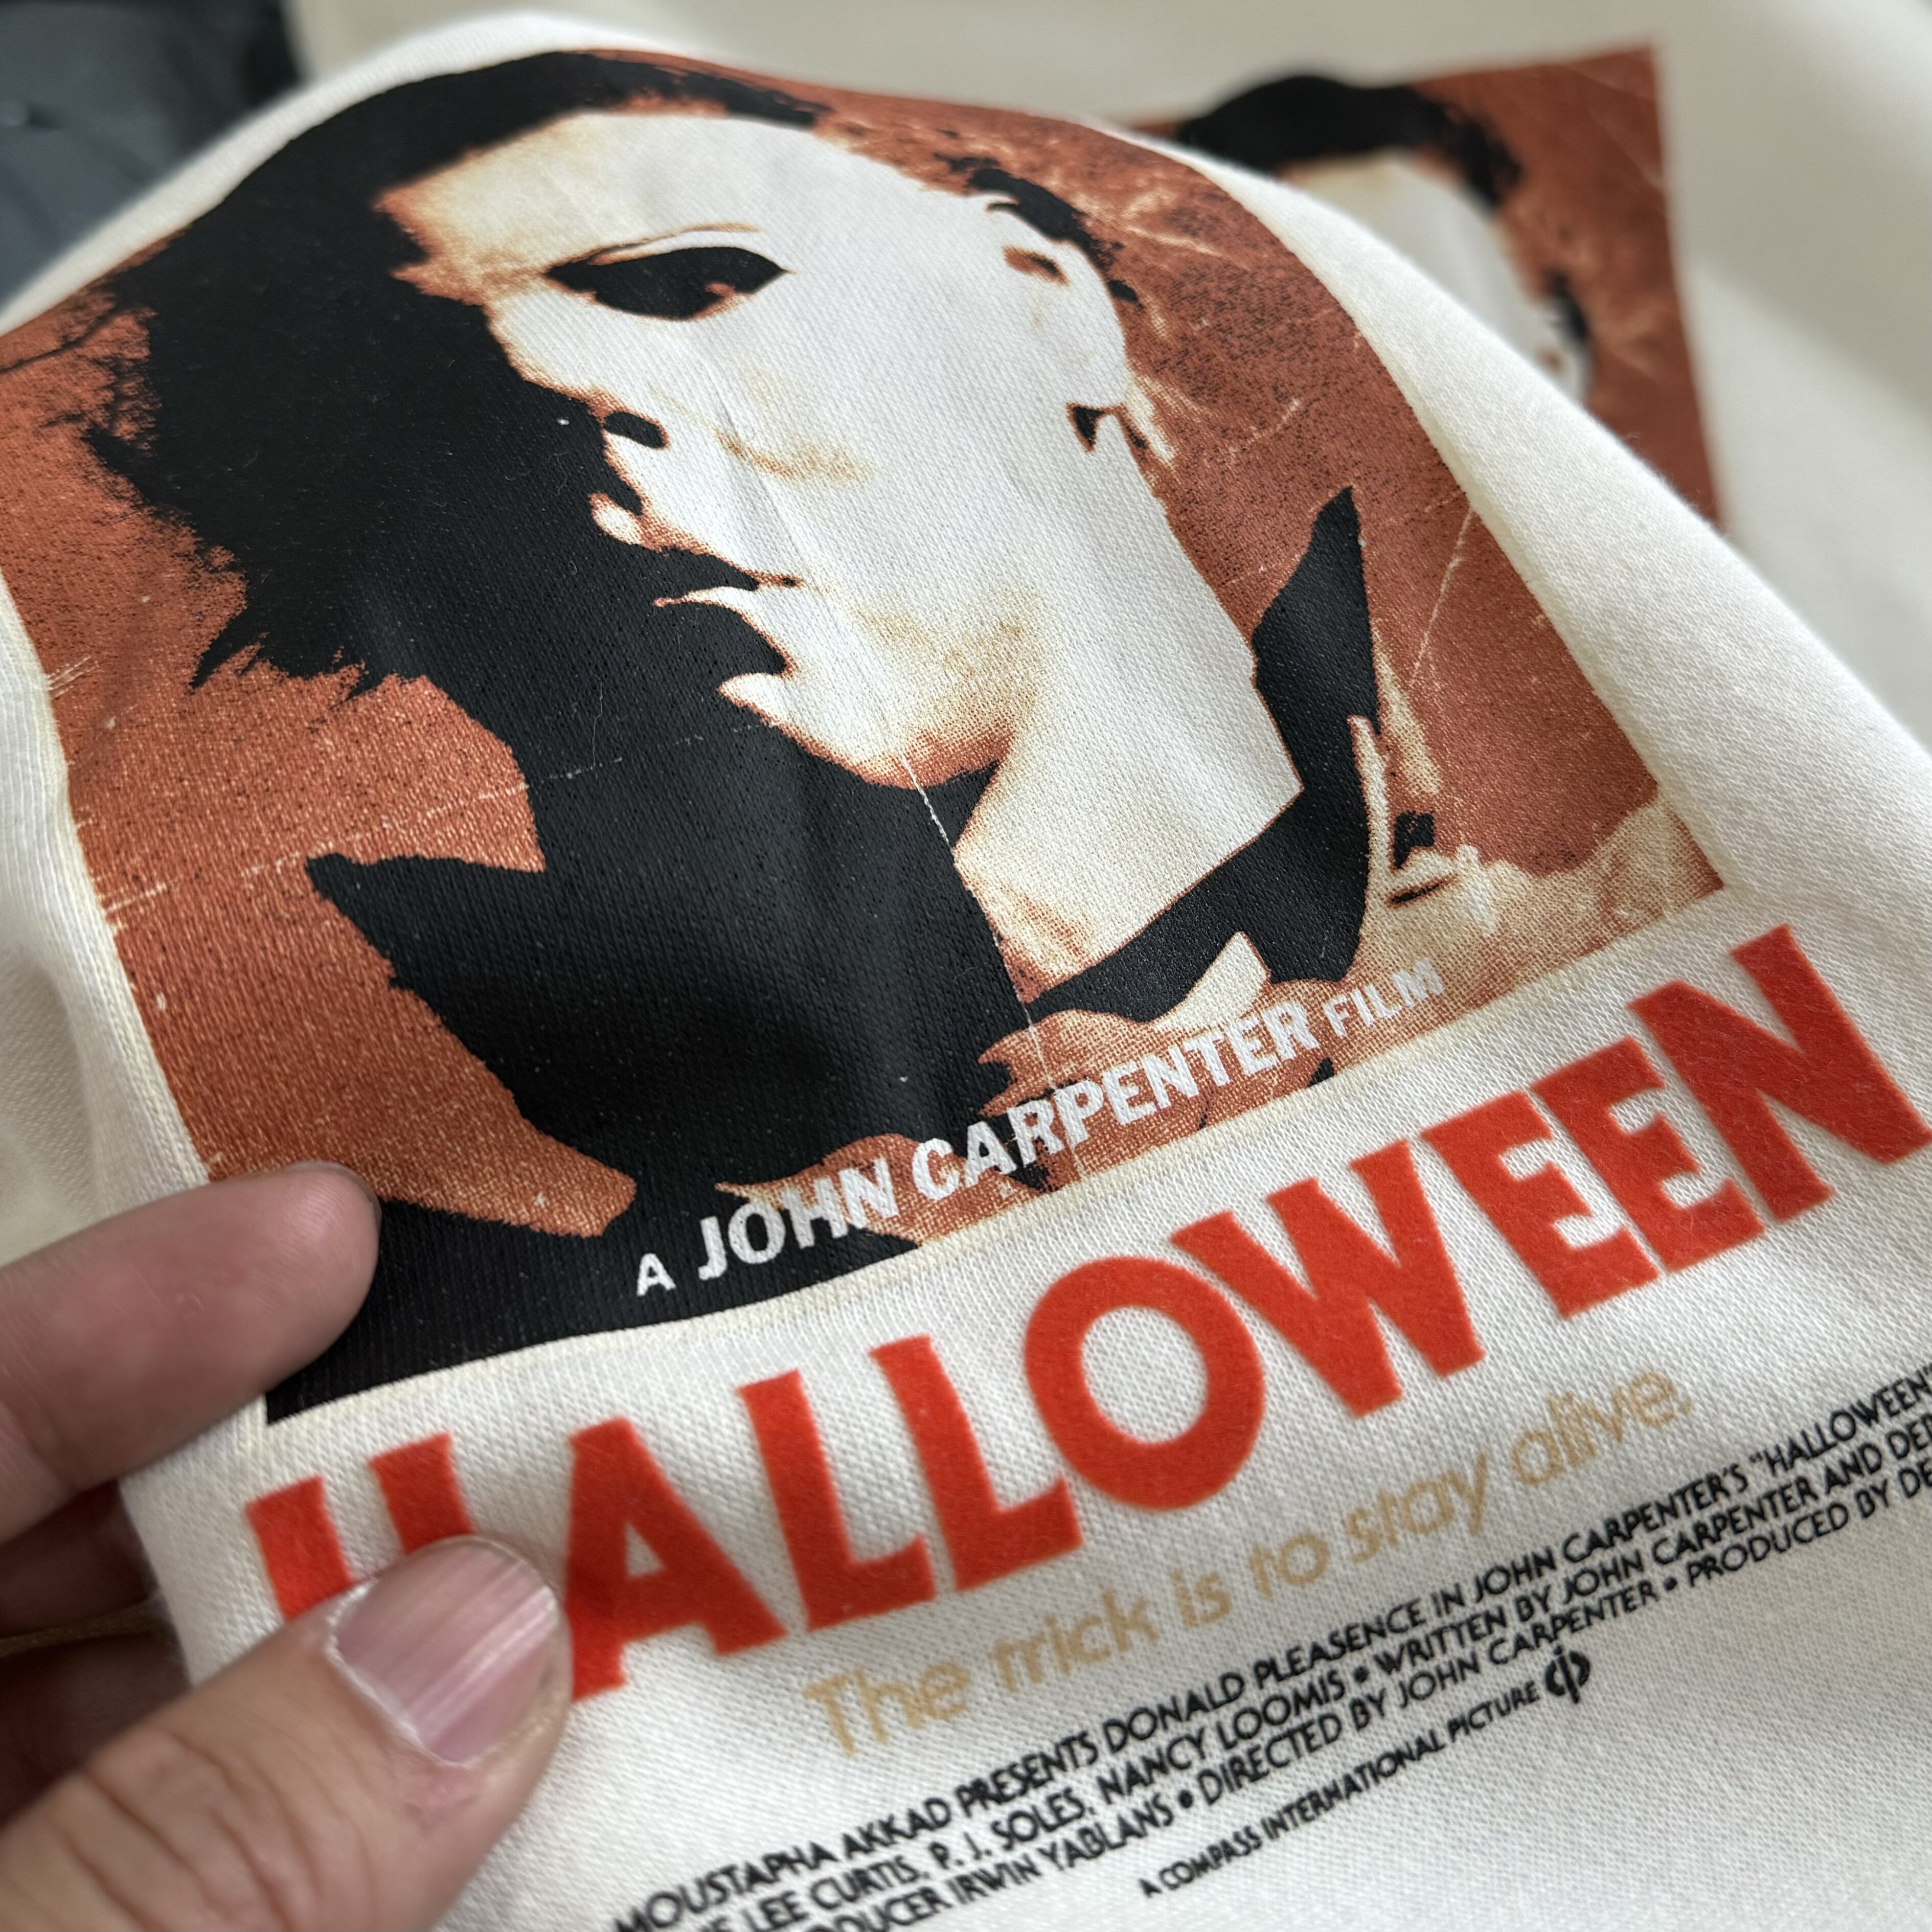 A JOHN CARPENTER FILM
HALLOWEEN
The trick is to stay alive.
MOUSTAPHA AKKAD PRESENTS DONALD PLEASENCE IN JOHN CARPENTER'S "HALLOWEEN"
LEE CURTIS, P. J. SOLES, NANCY LOOMIS • WRITTEN BY JOHN CARPENTER AND
IRWIN YABLANS • DIRECTED BY JOHN CARPENTER • PRODUCED BY
A COMPASS INTERNATIONAL PICTURE